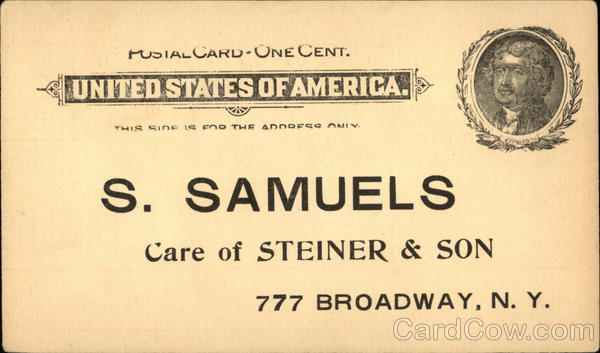 POSTAL CARD - ONE CENT.
UNITED STATES OF AMERICA.
THIS SIDE IS FOR THE ADDRESS ONLY.
S. SAMUELS
Care of STEINER & SON
777 BROADWAY, N. Y.
CardCow.com